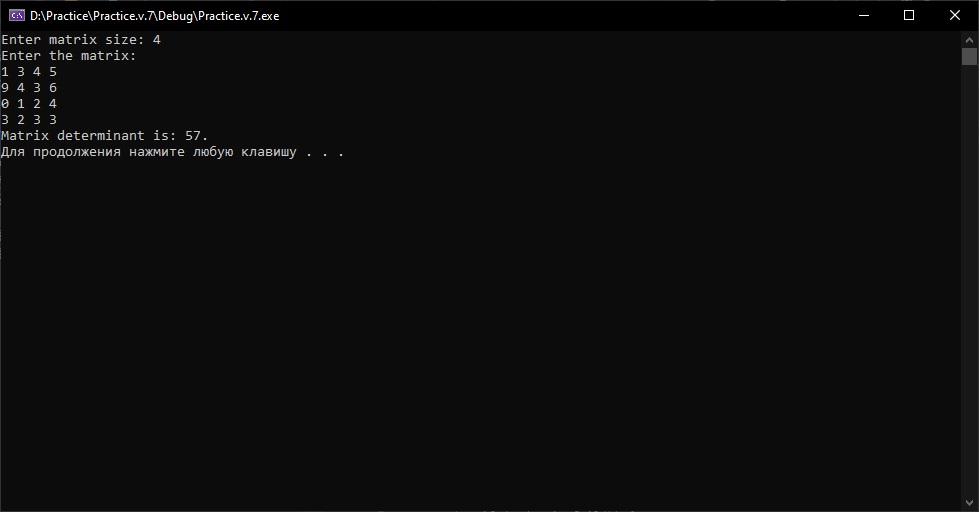 D:\Practice\Practice.v.7\Debug\Practice.v.7.exe
Enter matrix size: 4
Enter the matrix:
1 3 4 5
9 4 3 6
0 1 2 4
3 2 3 3
Matrix determinant is: 57.
Для продолжения нажмите любую клавишу . . .